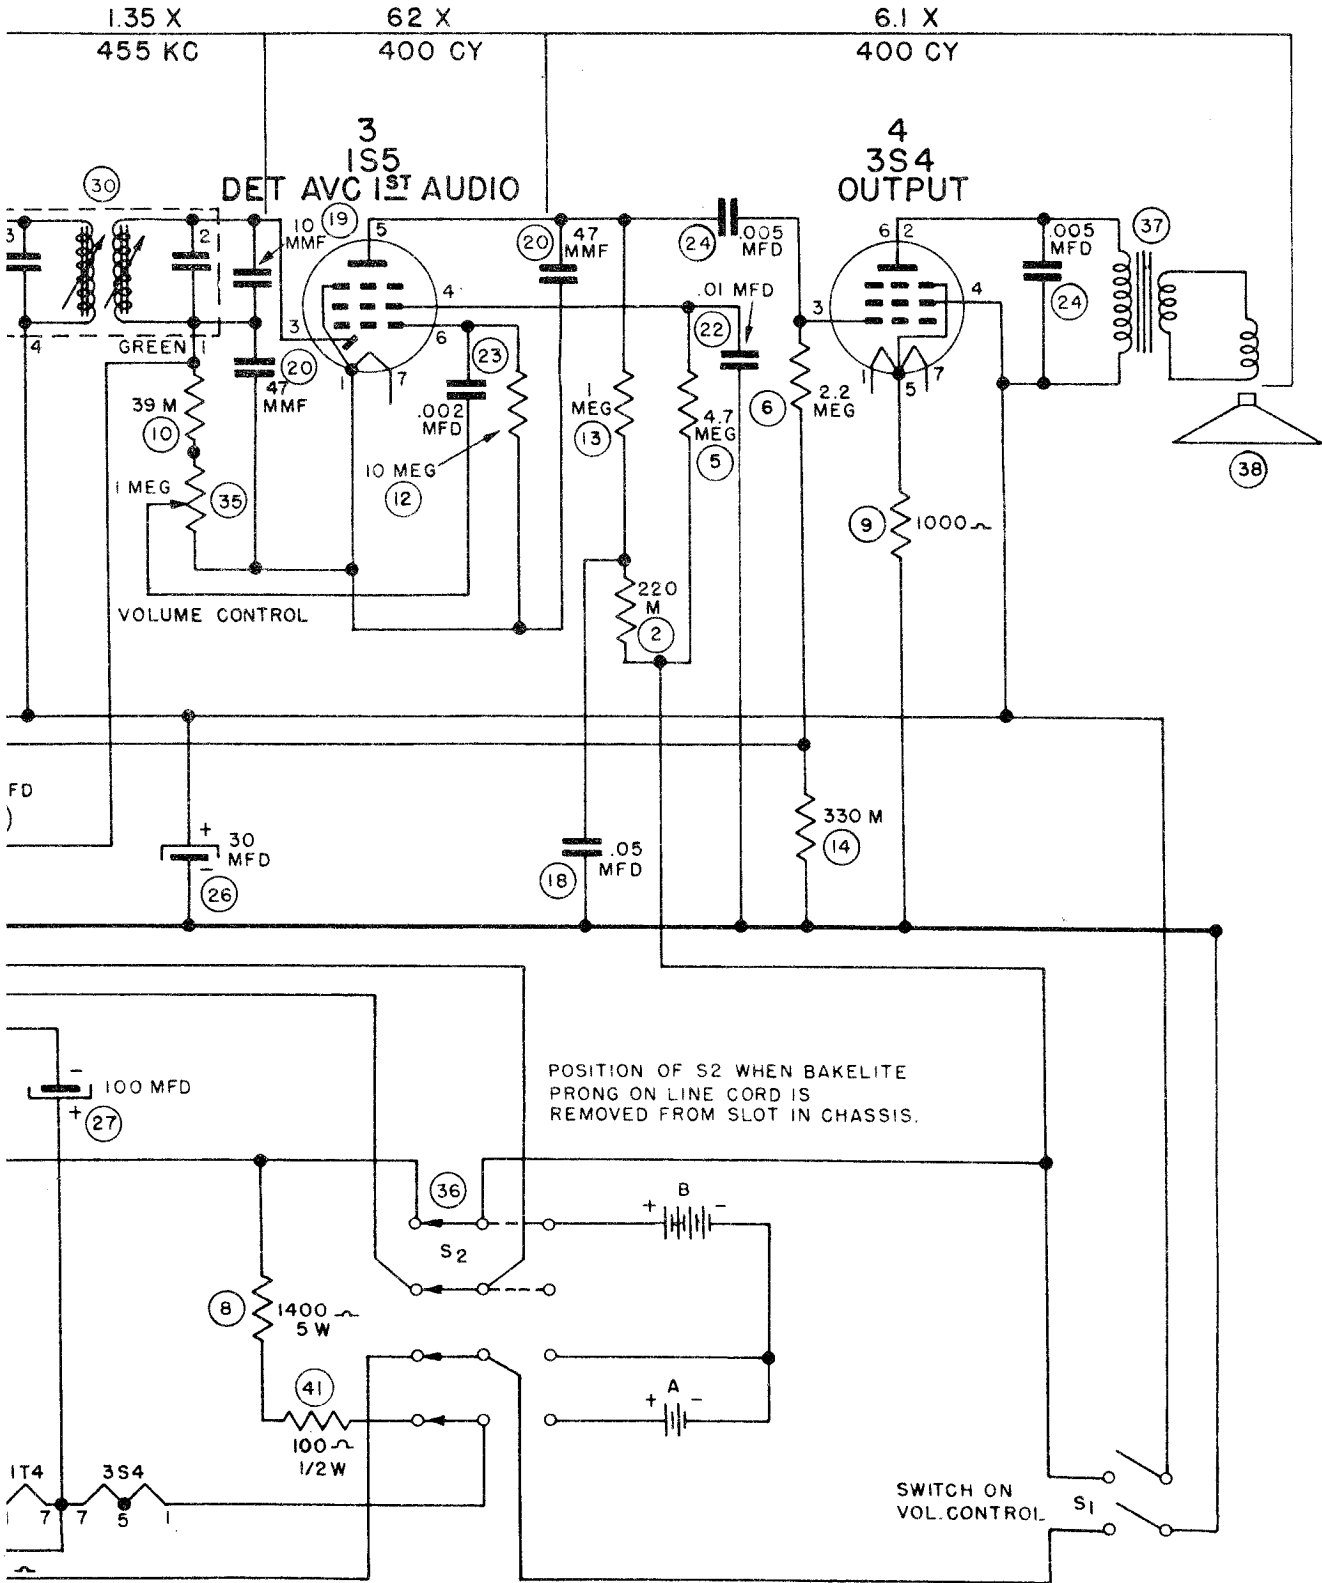 1.35 X
62 X
6.1 X
455 KC
400 CY
400 CY
3
1S5
DET AVC 1ST AUDIO
4
3S4
OUTPUT
30
3
2
4
GREEN
1
10
MMF
19
5
3
4
6
1
7
20
47
MMF
20
47
MMF
24
.005
MFD
.01 MFD
22
6 2
3
4
1
5
7
.005
MFD
24
37
38
39 M
10
1 MEG
35
VOLUME CONTROL
23
.002
MFD
10 MEG
12
1
MEG
13
4.7
MEG
5
6
2.2
MEG
9
1000
220
M
2
FD
+
30
MFD
-
26
18
.05
MFD
330 M
14
-
100 MFD
+
27
POSITION OF S2 WHEN BAKELITE
PRONG ON LINE CORD IS
REMOVED FROM SLOT IN CHASSIS.
36
S2
+ B -
8
1400
5 W
41
100
1/2 W
+ A -
1T4
3S4
1
7
7
5
1
SWITCH ON
VOL. CONTROL
S1